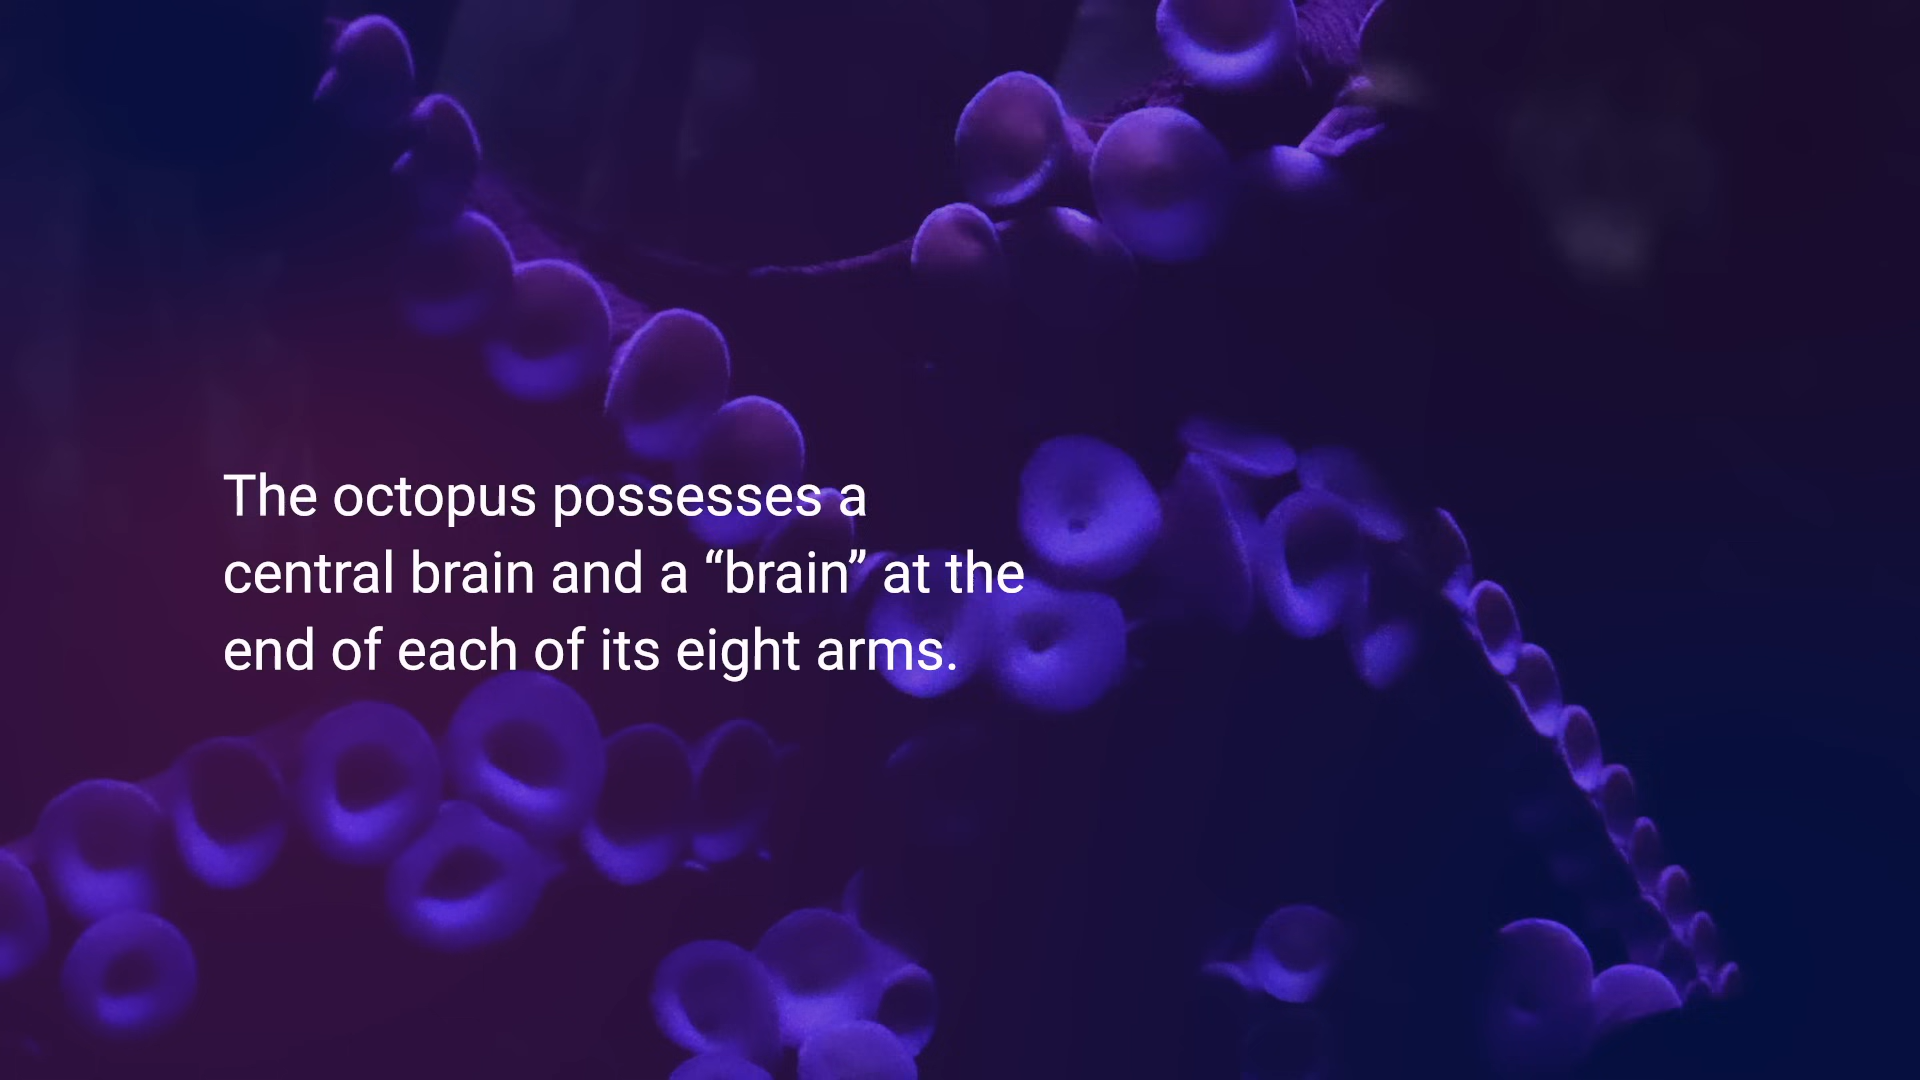 The octopus possesses a
central brain and a “brain” at the
end of each of its eight arms.